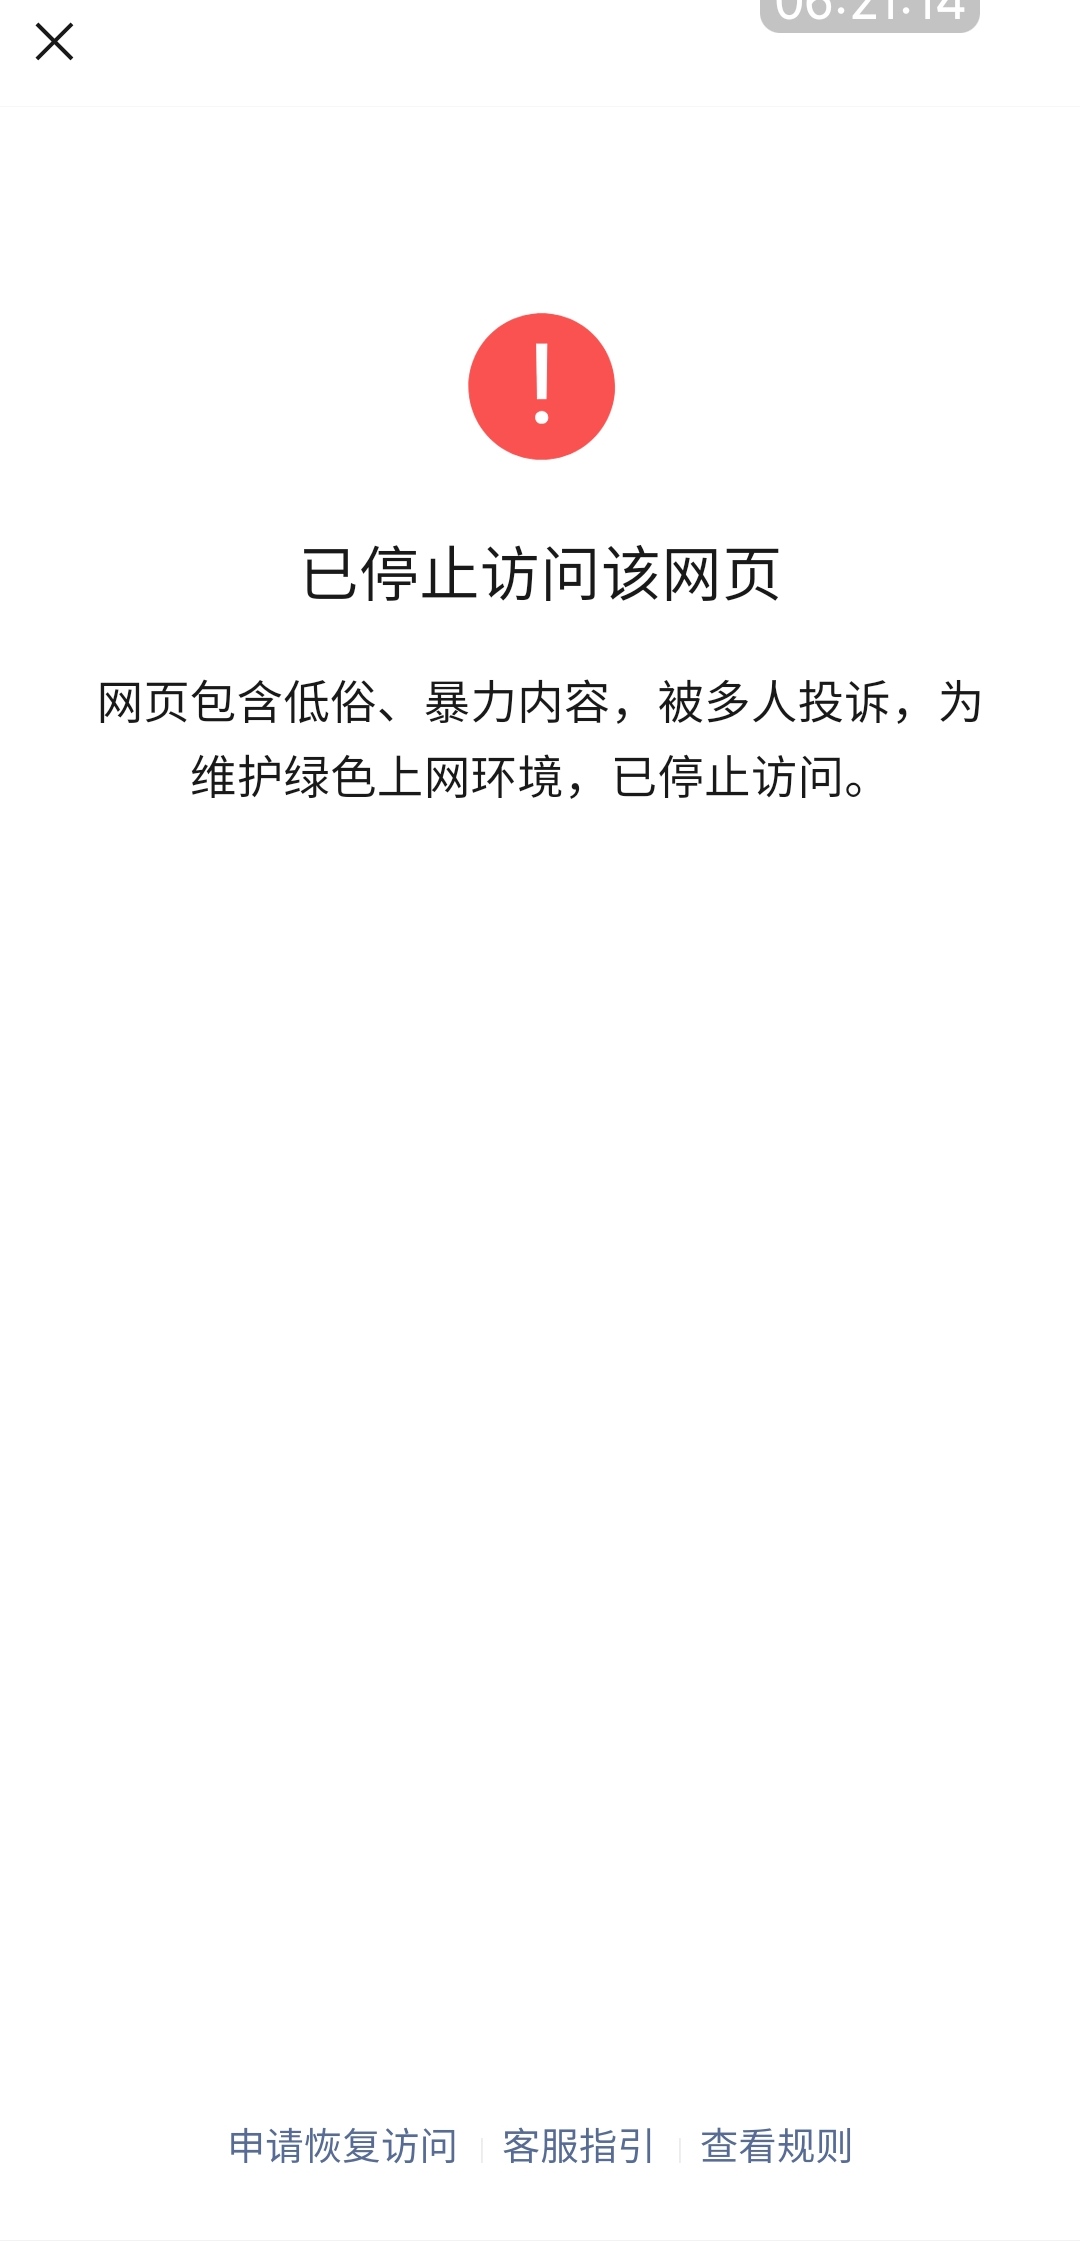 06:21:14
已停止访问该网页
网页包含低俗、暴力内容，被多人投诉，为
维护绿色上网环境，已停止访问。
申请恢复访问 客服指引 查看规则